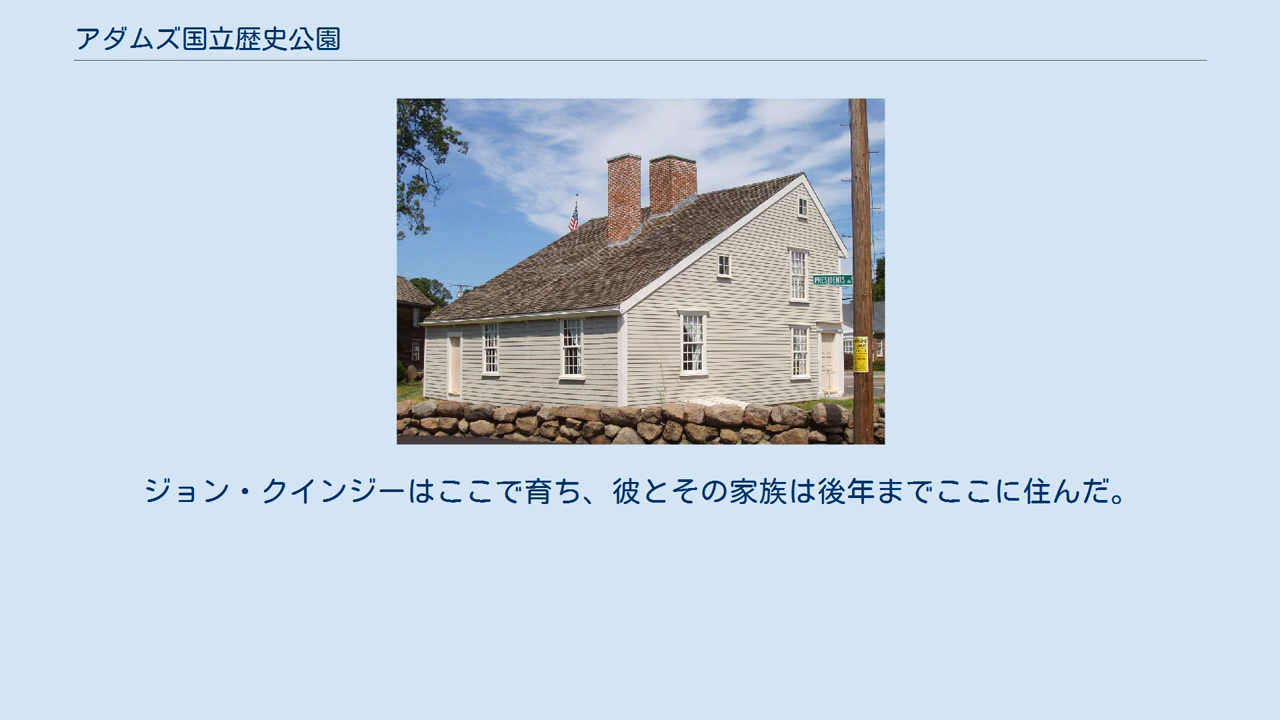 アダムズ国立歴史公園
PRESIDENTS
ジョン・クインジーはここで育ち、彼とその家族は後年までここに住んだ。